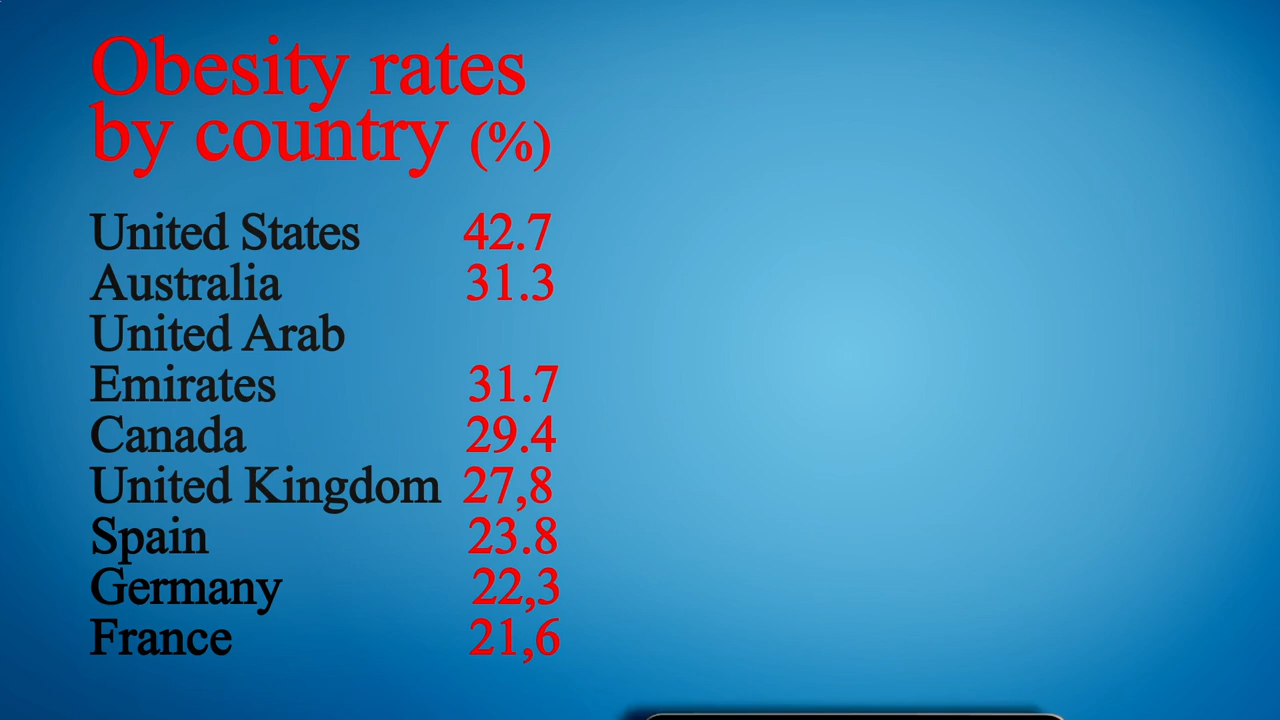 Obesity rates
by country (%)
United States 42.7
Australia 31.3
United Arab
Emirates 31.7
Canada 29.4
United Kingdom 27,8
Spain 23.8
Germany 22,3
France 21,6